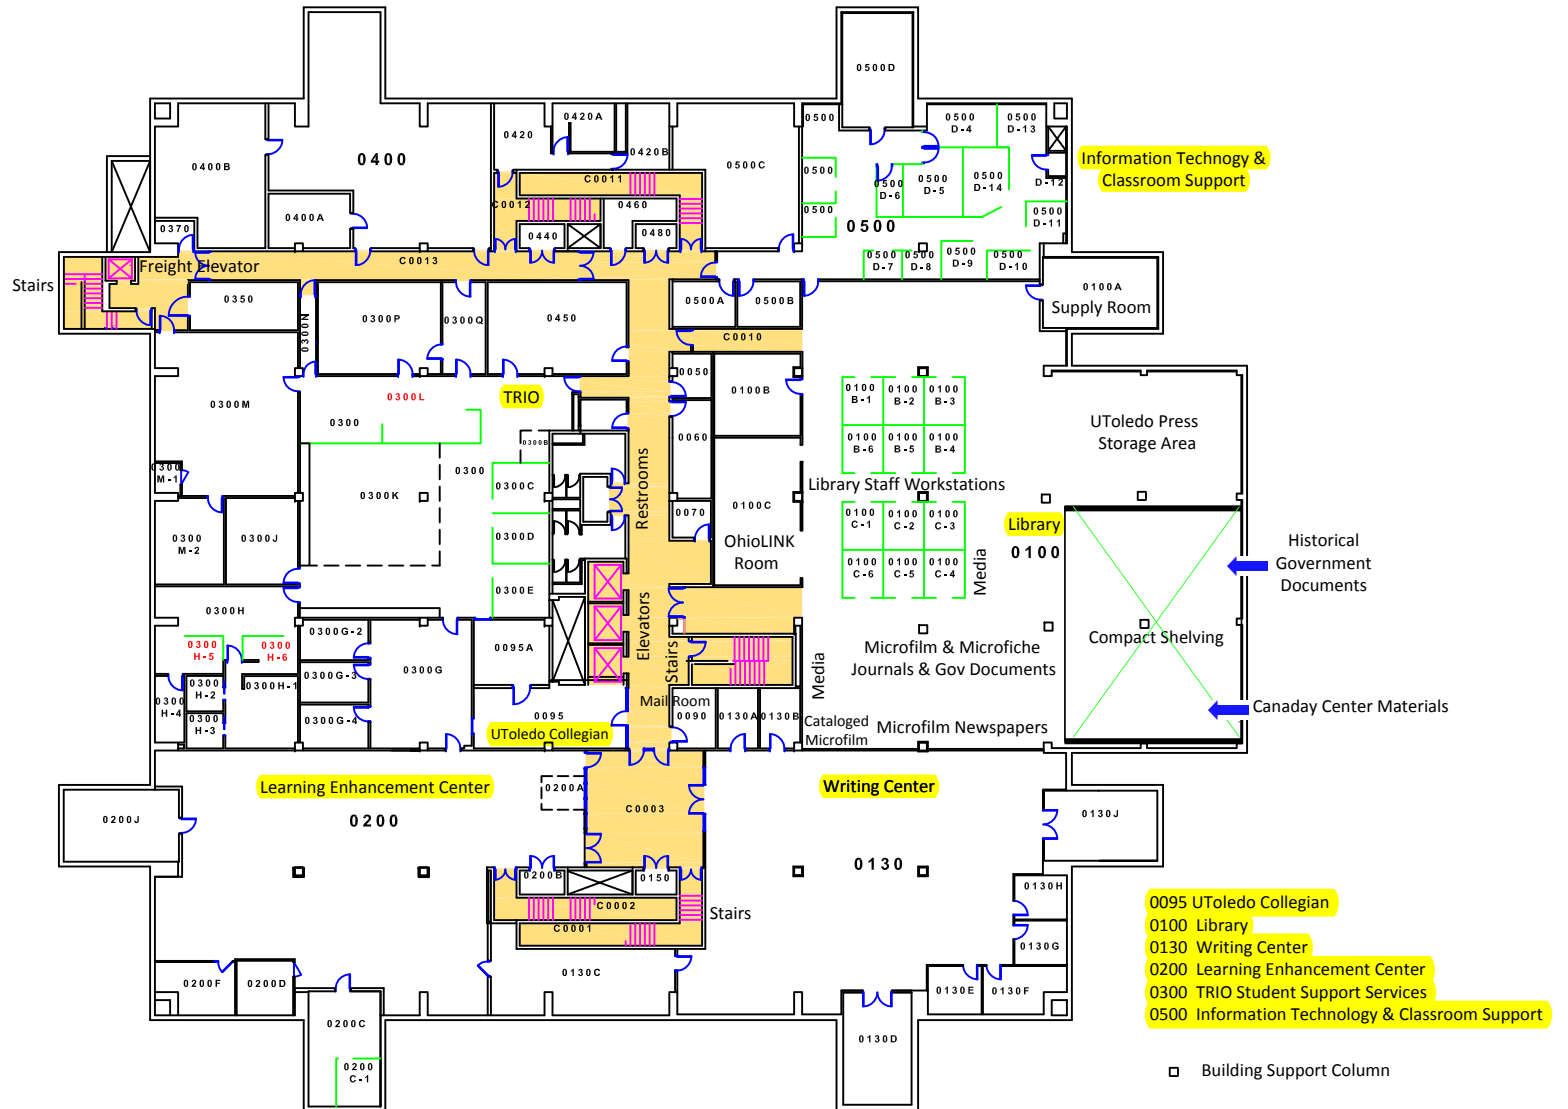 0500D
0400B
0400
0420
0420A
0420B
0500C
0500
0500
D-4
0500
D-13
Information Technogy &
Classroom Support
C0011
0500
0500
0500
D-6
0500
D-5
0500
D-14
D-12
C0012
0460
0400A
0370
0440
0480
0500
0500
D-11
Stairs
Freight Elevator
C0013
0500
D-7
0500
D-8
0500
D-9
0500
D-10
0350
0300N
0300P
0300Q
0450
0500A
0500B
0100A
Supply Room
C0010
0300M
0300L
TRIO
0300
0050
0100B
0100
B-1
0100
B-2
0100
B-3
0100
B-6
0100
B-5
0100
B-4
UToledo Press
Storage Area
0300B
0300
0060
0300
M-1
0300K
0300C
Restrooms
Library Staff Workstations
0300
M-2
0300J
0300D
0070
0100C
OhioLINK
Room
0100
C-1
0100
C-2
0100
C-3
0100
C-6
0100
C-5
0100
C-4
Media
Library
0100
Historical
Government
Documents
0300E
0300H
0300
H-5
0300
H-6
0300G-2
0300G
0300G-3
0300G-4
0095A
Elevators
Stairs
Media
Microfilm & Microfiche
Journals & Gov Documents
Compact Shelving
0300
H-2
0300H-1
0300
H-4
0300
H-3
0095
UToledo Collegian
Mail Room
0090
0130A
0130B
Cataloged
Microfilm
Microfilm Newspapers
Canaday Center Materials
Learning Enhancement Center
0200A
Writing Center
0200J
0200
C0003
0130J
0130
0200B
0150
0130H
C0002
Stairs
C0001
0130G
0200F
0200D
0130C
0130E
0130F
0200C
0200
C-1
0130D
0095 UToledo Collegian
0100 Library
0130 Writing Center
0200 Learning Enhancement Center
0300 TRIO Student Support Services
0500 Information Technology & Classroom Support
Building Support Column